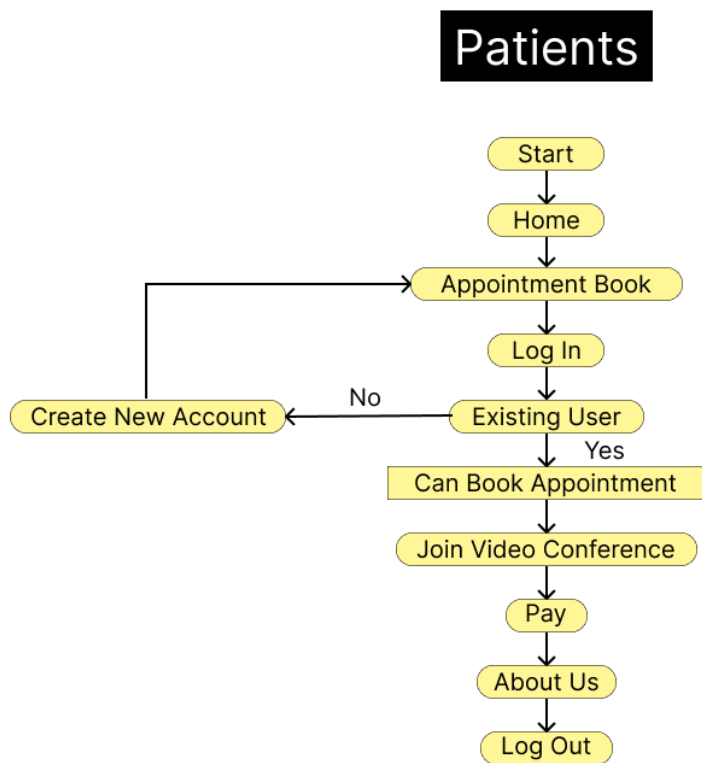 Patients
Start
Home
Appointment Book
Log In
No
Create New Account
Existing User
Yes
Can Book Appointment
Join Video Conference
Pay
About Us
Log Out